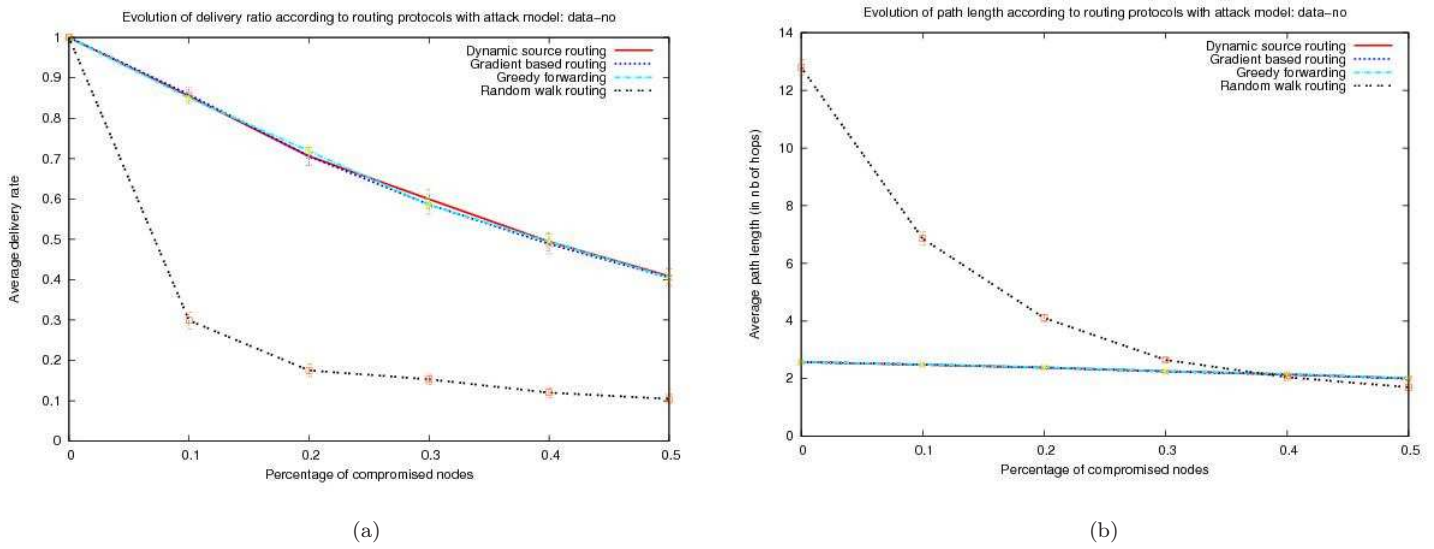 Evolution of delivery ratio according to routing protocols with attack model: data-no
1
0.9
0.8
0.7
0.6
0.5
0.4
0.3
0.2
0.1
0
Average delivery rate
Dynamic source routing
Gradient based routing
Greedy forwarding
Random walk routing
0 0.1 0.2 0.3 0.4 0.5
Percentage of compromised nodes
(a)
Evolution of path length according to routing protocols with attack model: data-no
14
12
10
8
6
4
2
0
Average path length (in nb of hops)
Dynamic source routing
Gradient based routing
Greedy forwarding
Random walk routing
0 0.1 0.2 0.3 0.4 0.5
Percentage of compromised nodes
(b)